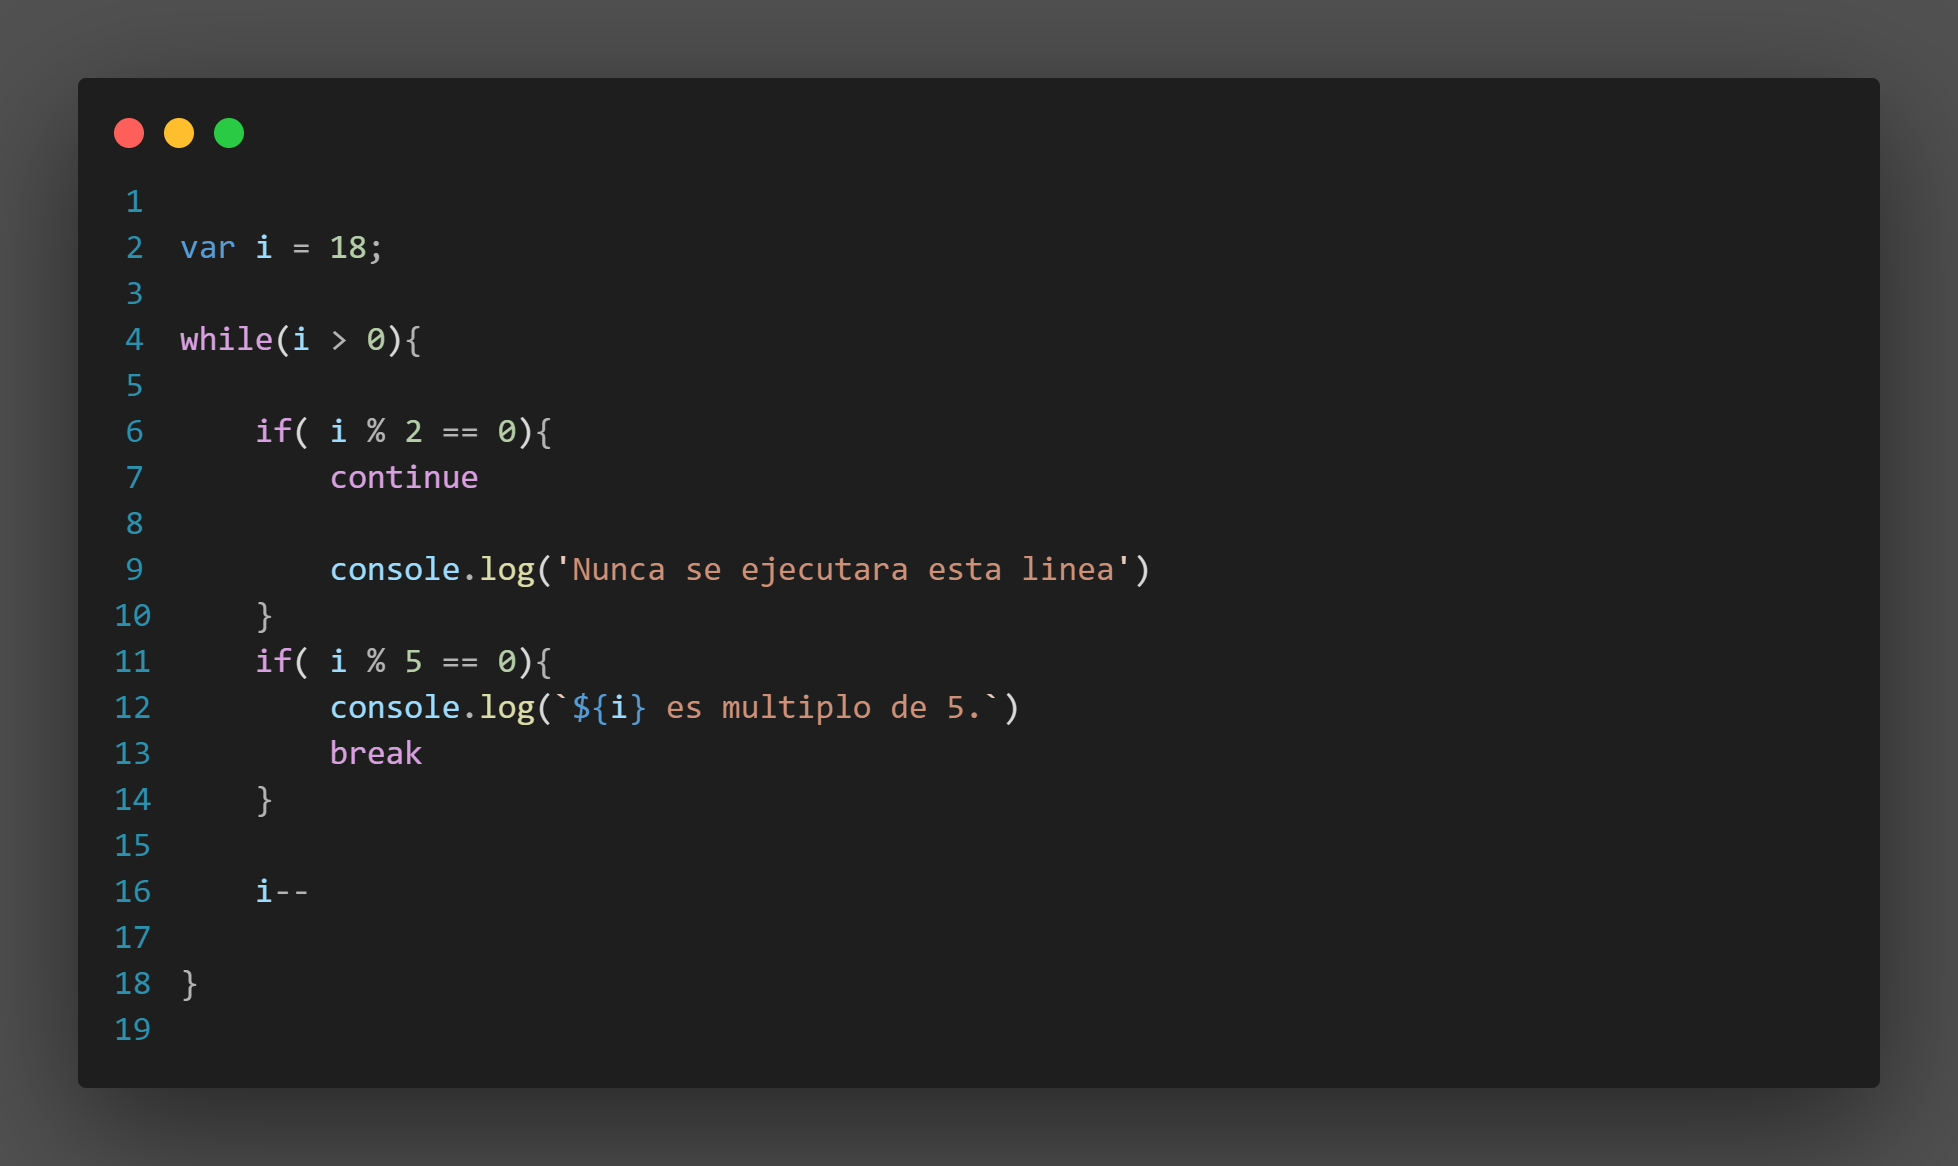 1
2 var i = 18;
3
4 while(i > 0){
5
6     if( i % 2 == 0){
7         continue
8
9         console.log('Nunca se ejecutara esta linea')
10     }
11     if( i % 5 == 0){
12         console.log(`${i} es multiplo de 5.`)
13         break
14     }
15
16     i--
17
18 }
19